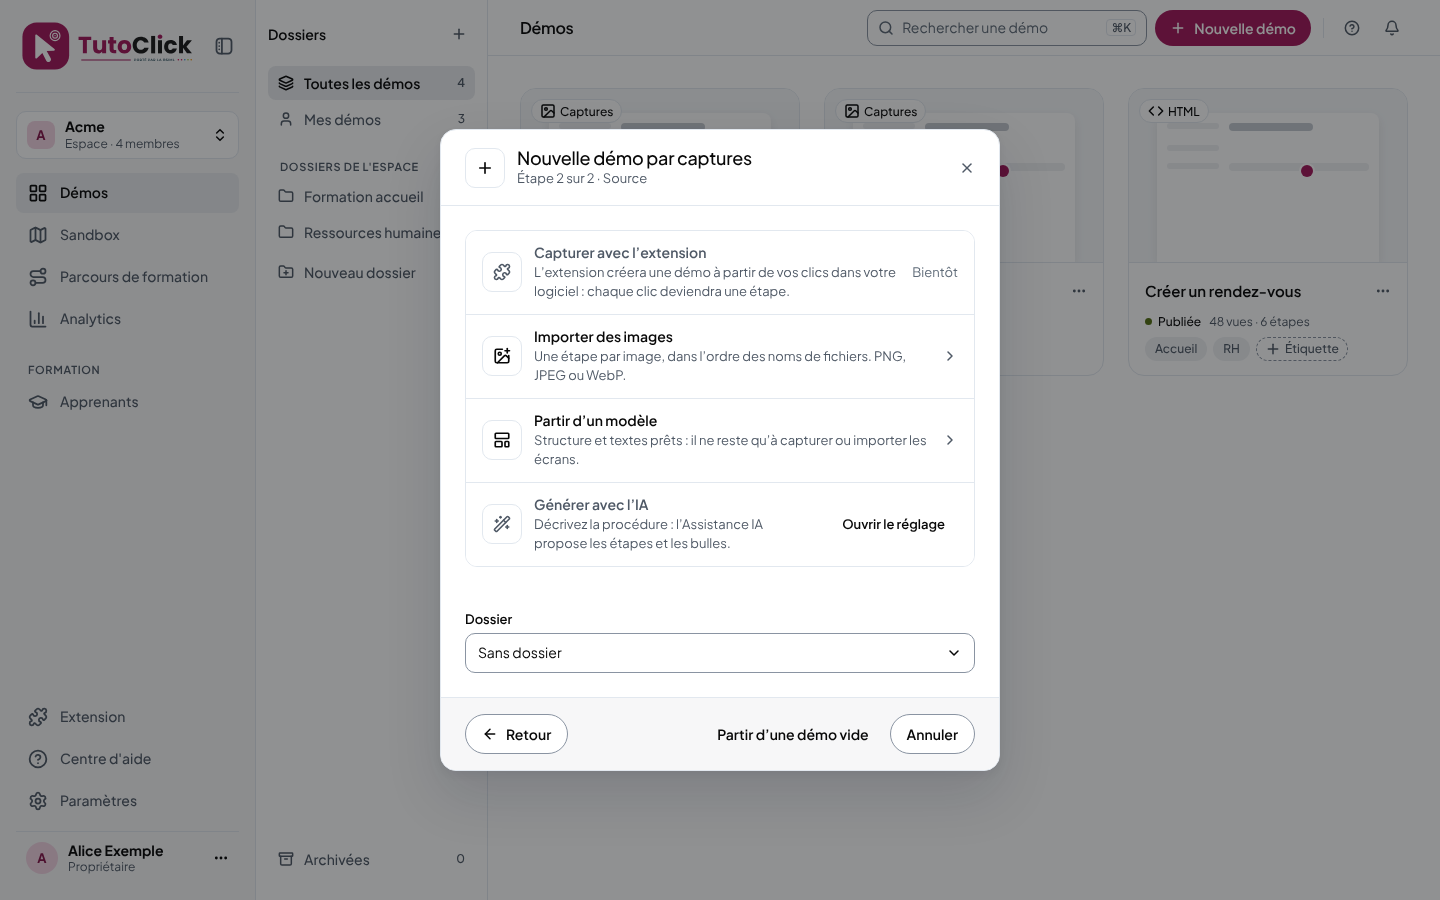 TutoClick
Acme
Espace · 4 membres
Démos
Sandbox
Parcours de formation
Analytics
FORMATION
Apprenants
Extension
Centre d'aide
Paramètres
Alice Exemple
Propriétaire
Dossiers
Toutes les démos 4
Mes démos 3
DOSSIERS DE L'ESPACE
Formation accueil
Ressources humaine
Nouveau dossier
Archivées 0
Démos
Rechercher une démo ⌘K
Nouvelle démo
Captures
Captures
HTML
Créer un rendez-vous
Publiée 48 vues · 6 étapes
Accueil RH Étiquette
Nouvelle démo par captures
Étape 2 sur 2 · Source
Capturer avec l’extension
L’extension créera une démo à partir de vos clics dans votre
logiciel : chaque clic deviendra une étape.
Bientôt
Importer des images
Une étape par image, dans l’ordre des noms de fichiers. PNG,
JPEG ou WebP.
Partir d’un modèle
Structure et textes prêts : il ne reste qu’à capturer ou importer les
écrans.
Générer avec l’IA
Décrivez la procédure : l’Assistance IA
propose les étapes et les bulles.
Ouvrir le réglage
Dossier
Sans dossier
Retour
Partir d’une démo vide
Annuler
A
A